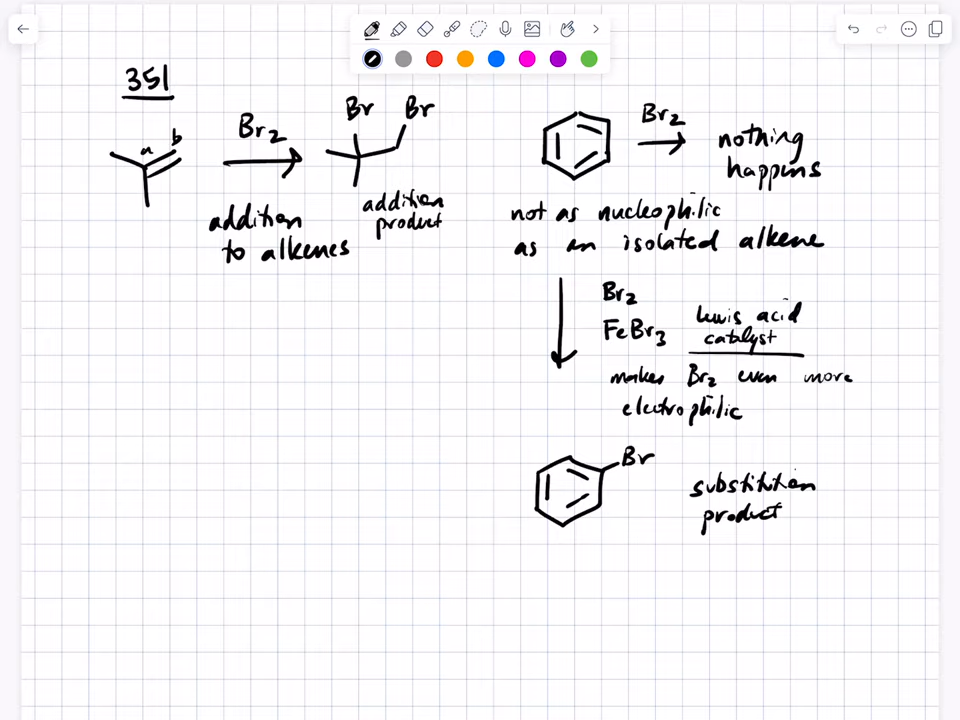 351
a
b
Br2
Br
Br
addition
to alkenes
addition
product
Br2
nothing
happens
not as nucleophilic
as an isolated alkene
Br2
FeBr3
lewis acid
catalyst
makes Br2 even more
electrophilic
Br
substitution
product